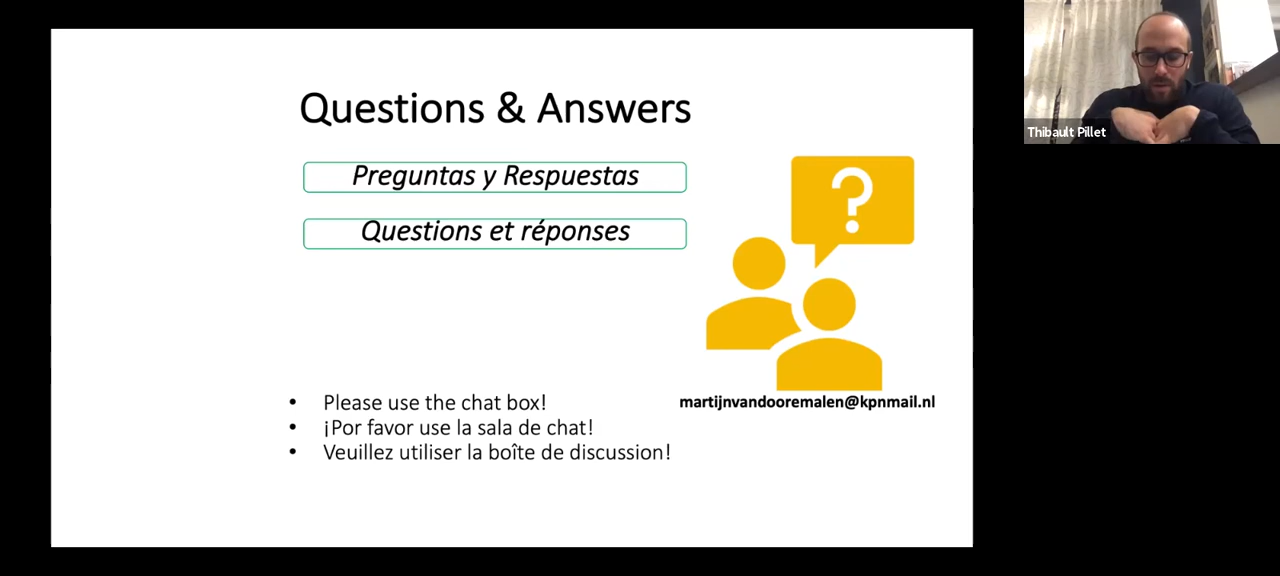 Questions & Answers
Preguntas y Respuestas
Questions et réponses
?
• Please use the chat box!
• ¡Por favor use la sala de chat!
• Veuillez utiliser la boîte de discussion!
martijnvandooremalen@kpnmail.nl
Thibault Pillet